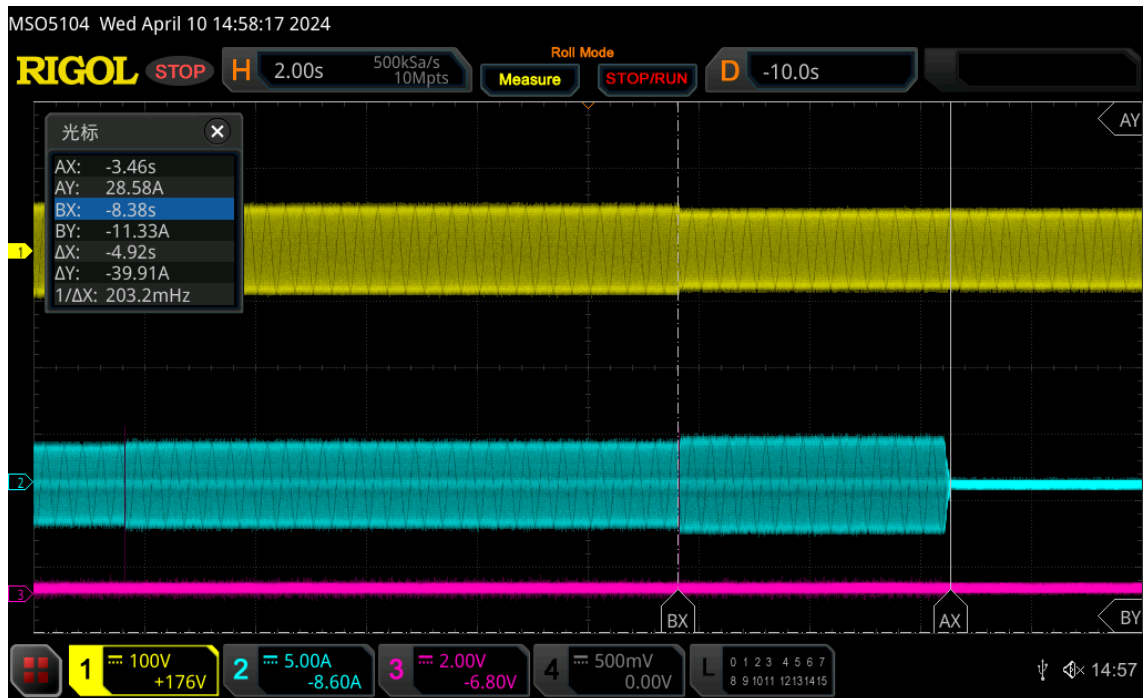 MSO5104 Wed April 10 14:58:17 2024
RIGOL STOP H 2.00s 500kSa/s 10Mpts Roll Mode Measure STOP/RUN D -10.0s
光标
AX: -3.46s
AY: 28.58A
BX: -8.38s
BY: -11.33A
ΔX: -4.92s
ΔY: -39.91A
1/ΔX: 203.2mHz
AY
1
2
3
BX
AX
BY
1 100V +176V
2 5.00A -8.60A
3 2.00V -6.80V
4 500mV 0.00V
L 0 1 2 3 4 5 6 7
8 9 10 11 12 13 14 15
14:57